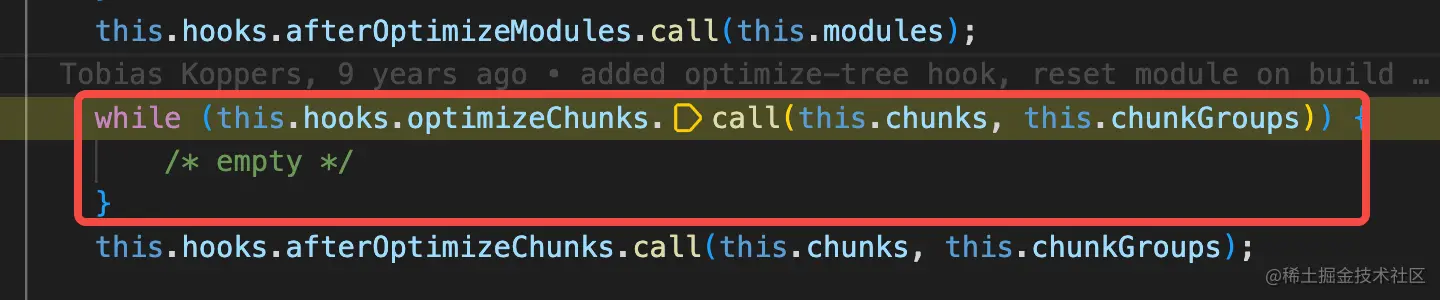 this.hooks.afterOptimizeModules.call(this.modules);
Tobias Koppers, 9 years ago • added optimize-tree hook, reset module on build …
while (this.hooks.optimizeChunks.call(this.chunks, this.chunkGroups)) {
/* empty */
}
this.hooks.afterOptimizeChunks.call(this.chunks, this.chunkGroups);
@稀土掘金技术社区